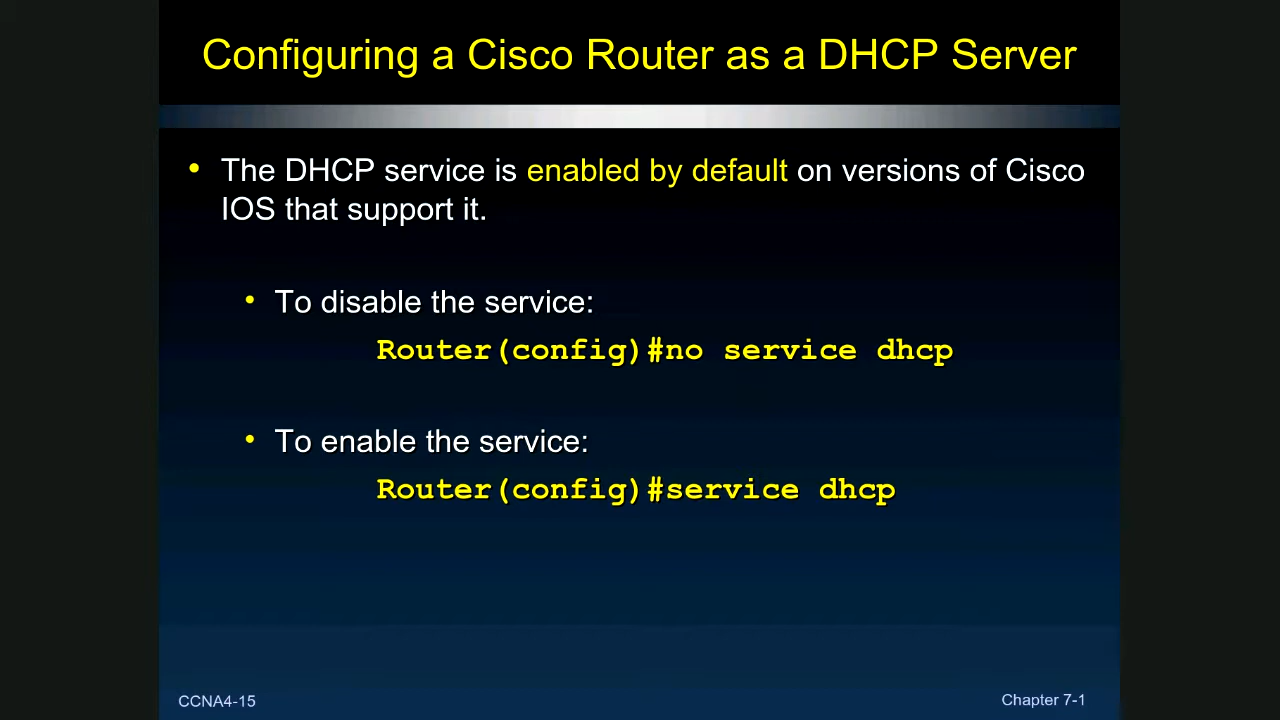 Configuring a Cisco Router as a DHCP Server
• The DHCP service is enabled by default on versions of Cisco
IOS that support it.
• To disable the service:
Router(config)#no service dhcp
• To enable the service:
Router(config)#service dhcp
CCNA4-15
Chapter 7-1